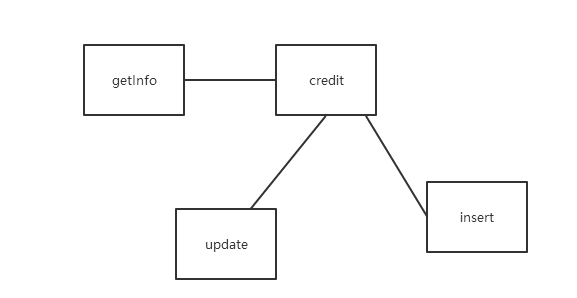 getInfo
credit
update
insert